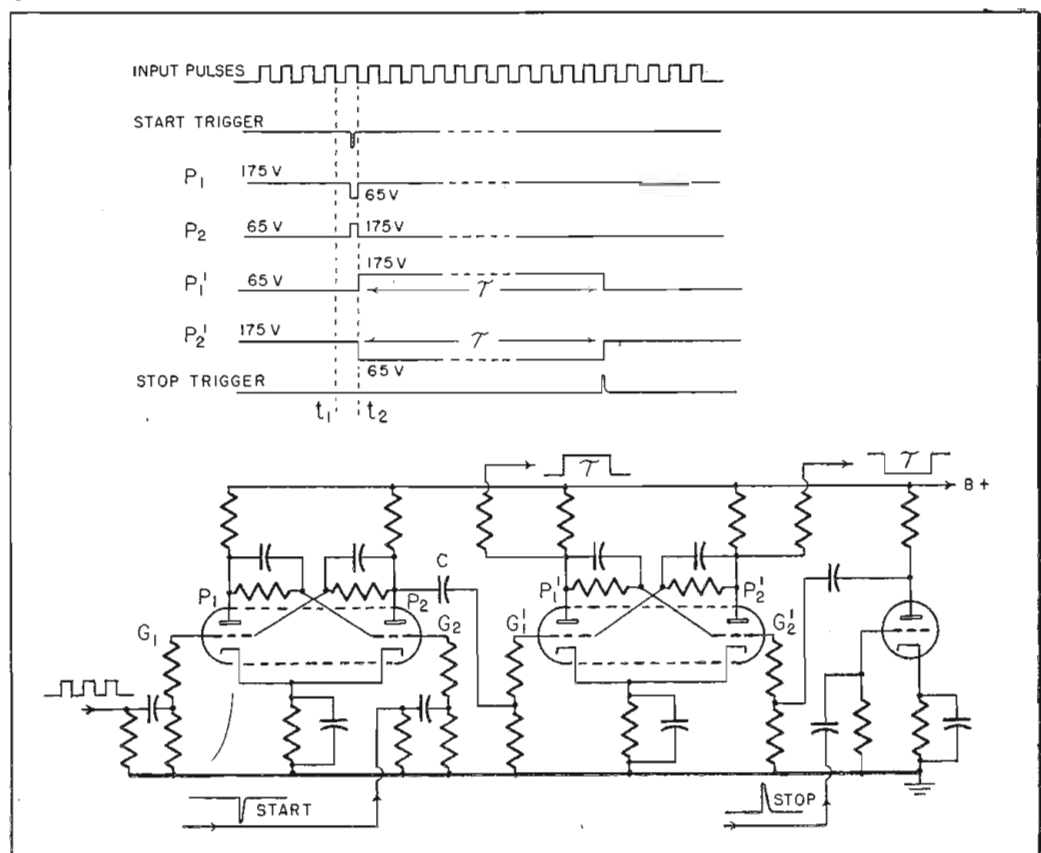 INPUT PULSES
START TRIGGER
P1 175 V 65 V
P2 65 V 175 V
P1' 65 V 175 V τ
P2' 175 V τ 65 V
STOP TRIGGER
t1 t2
τ τ
B+
C
P1 P2 P1' P2'
G1 G2 G1' G2'
START STOP